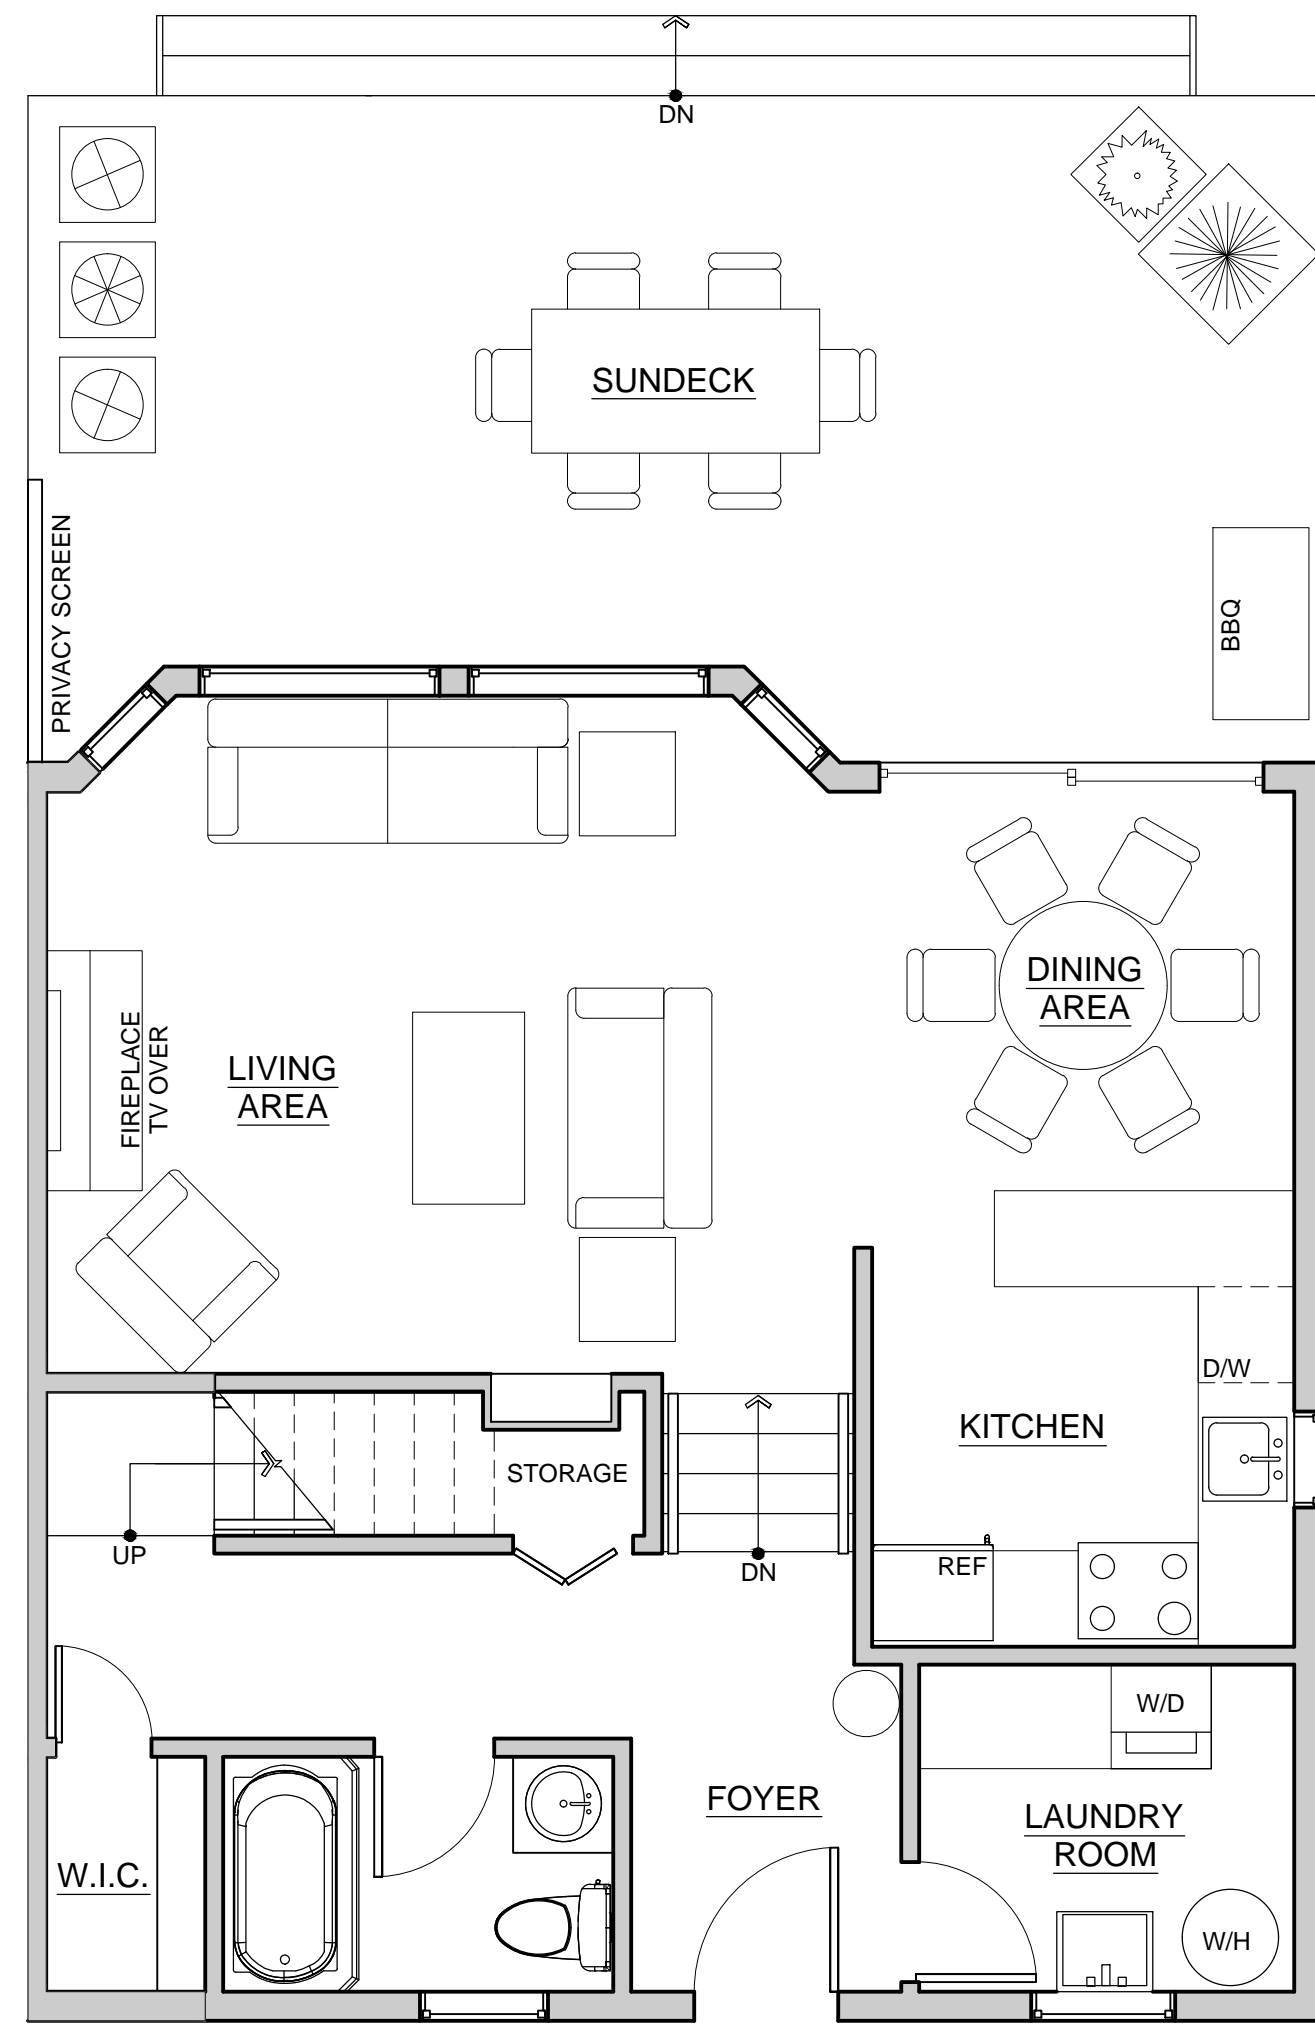 DN
SUNDECK
PRIVACY SCREEN
BBQ
DINING
AREA
FIREPLACE
TV OVER
LIVING
AREA
D/W
KITCHEN
STORAGE
UP
DN
REF
W/D
FOYER
LAUNDRY
ROOM
W.I.C.
W/H